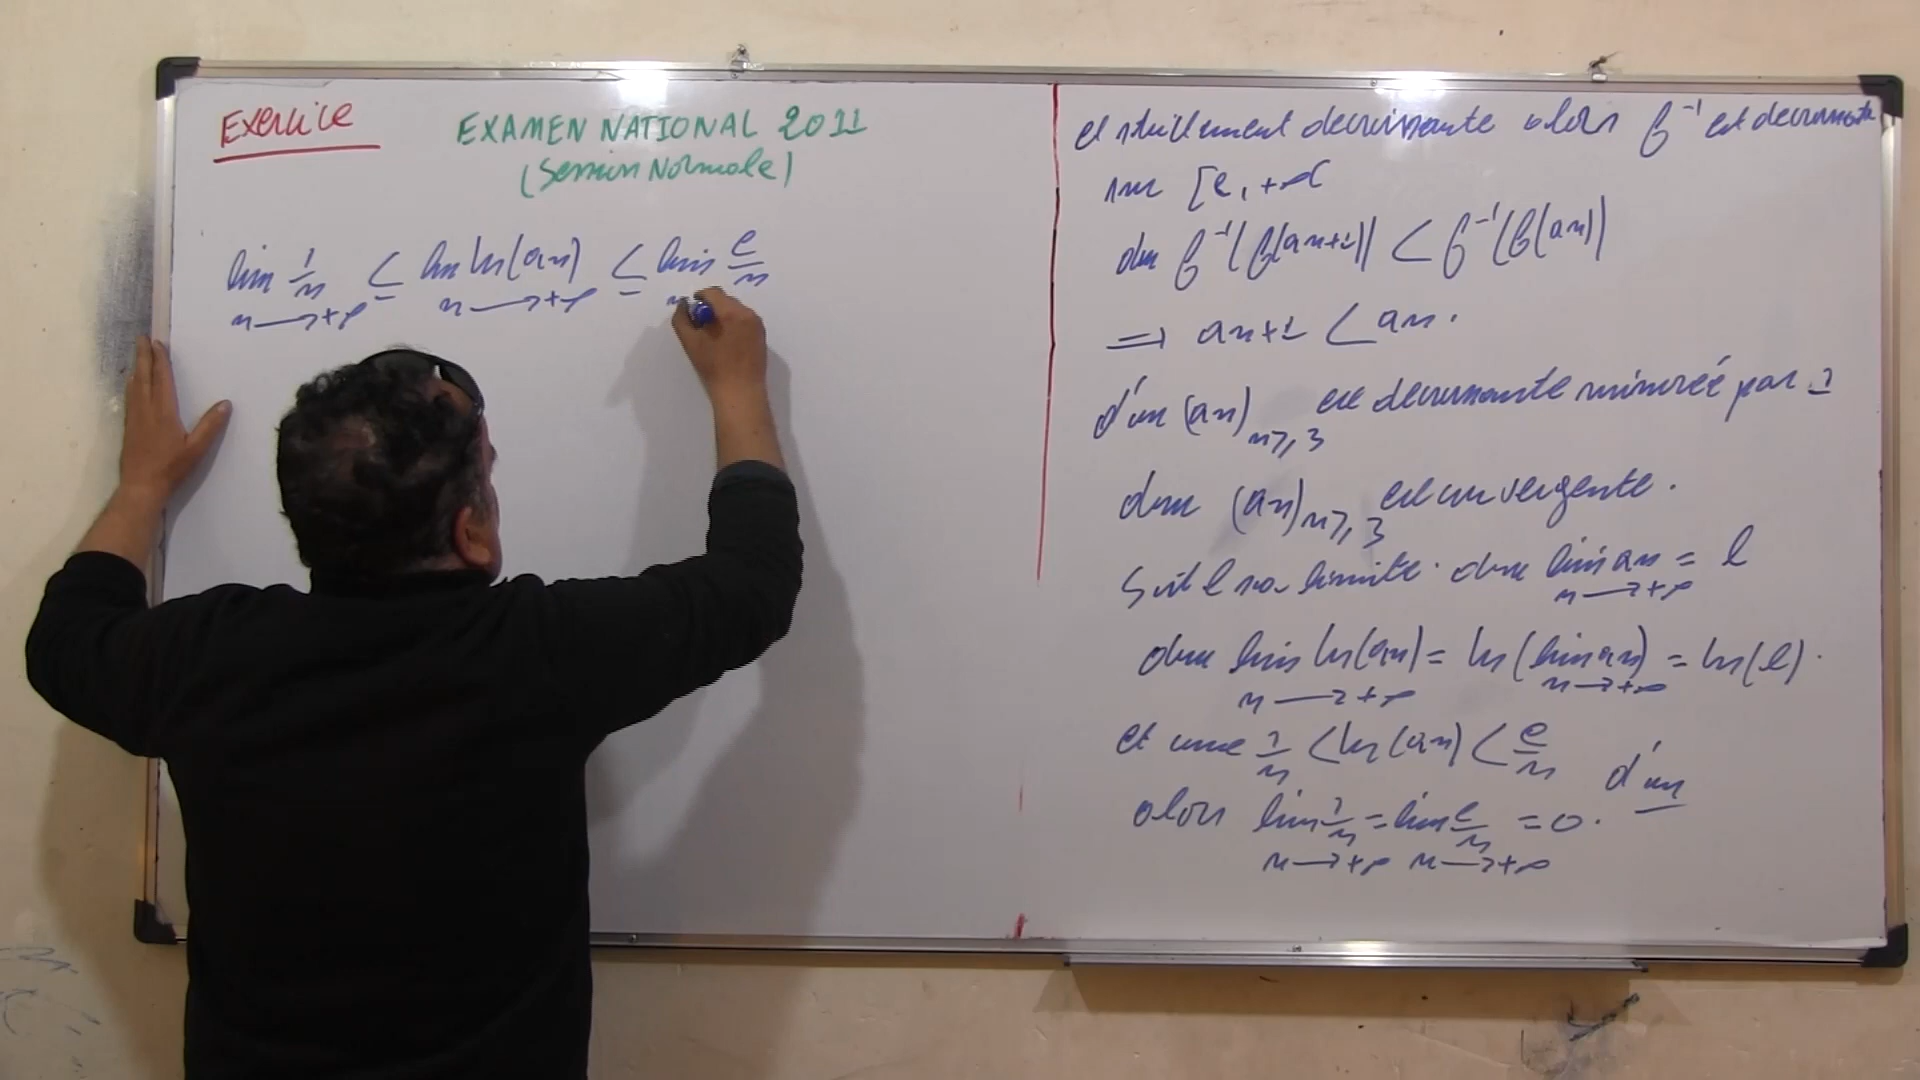 Exercice
EXAMEN NATIONAL 2011
(Session Normale)
lim 1/n ≤ lim ln(an) ≤ lim e/n
n→+∞ n→+∞ n
et strictement decroissante alors f⁻¹ est decroissante
sur [e, +∞[
donc f⁻¹(f(an+1)) < f⁻¹(f(an))
⟹ an+1 < an.
d'où (an)n≥3 est decroissante minorée par 1
donc (an)n≥3 est convergente.
Soit l sa limite. donc lim an = l
n→+∞
donc lim ln(an) = ln(lim an) = ln(l).
n→+∞ n→+∞
et comme 1/n < ln(an) < e/n
d'où
alors lim 1/n = lim e/n = 0.
n→+∞ n→+∞